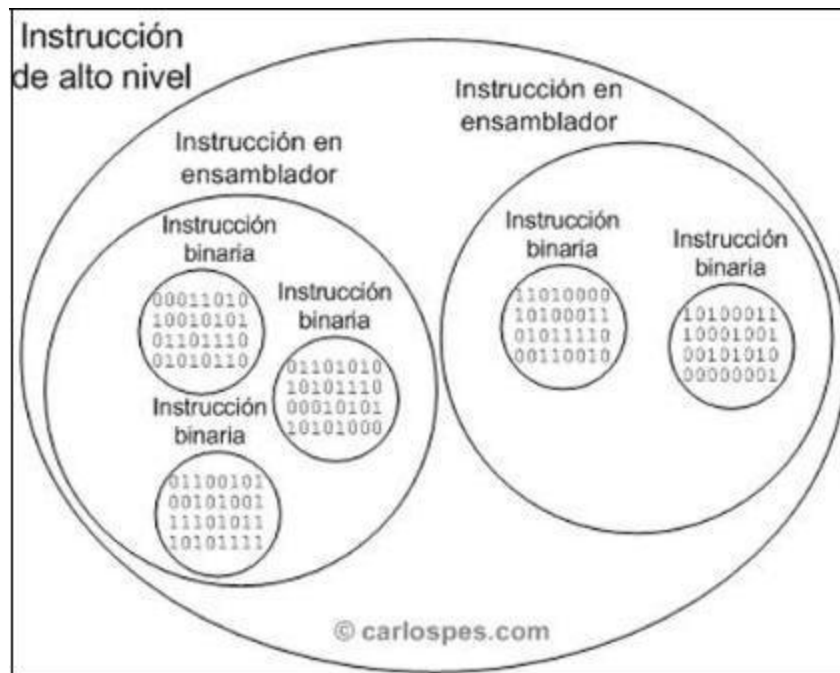 Instrucción
de alto nivel
Instrucción en
ensamblador
Instrucción en
ensamblador
Instrucción
binaria
00011010
10010101
01101110
01010110
Instrucción
binaria
01101010
10101110
00010101
10101000
Instrucción
binaria
01100101
00101001
11101011
10101111
Instrucción
binaria
11010000
10100011
01011110
00110010
Instrucción
binaria
10100011
10001001
00101010
00000001
© carlospes.com